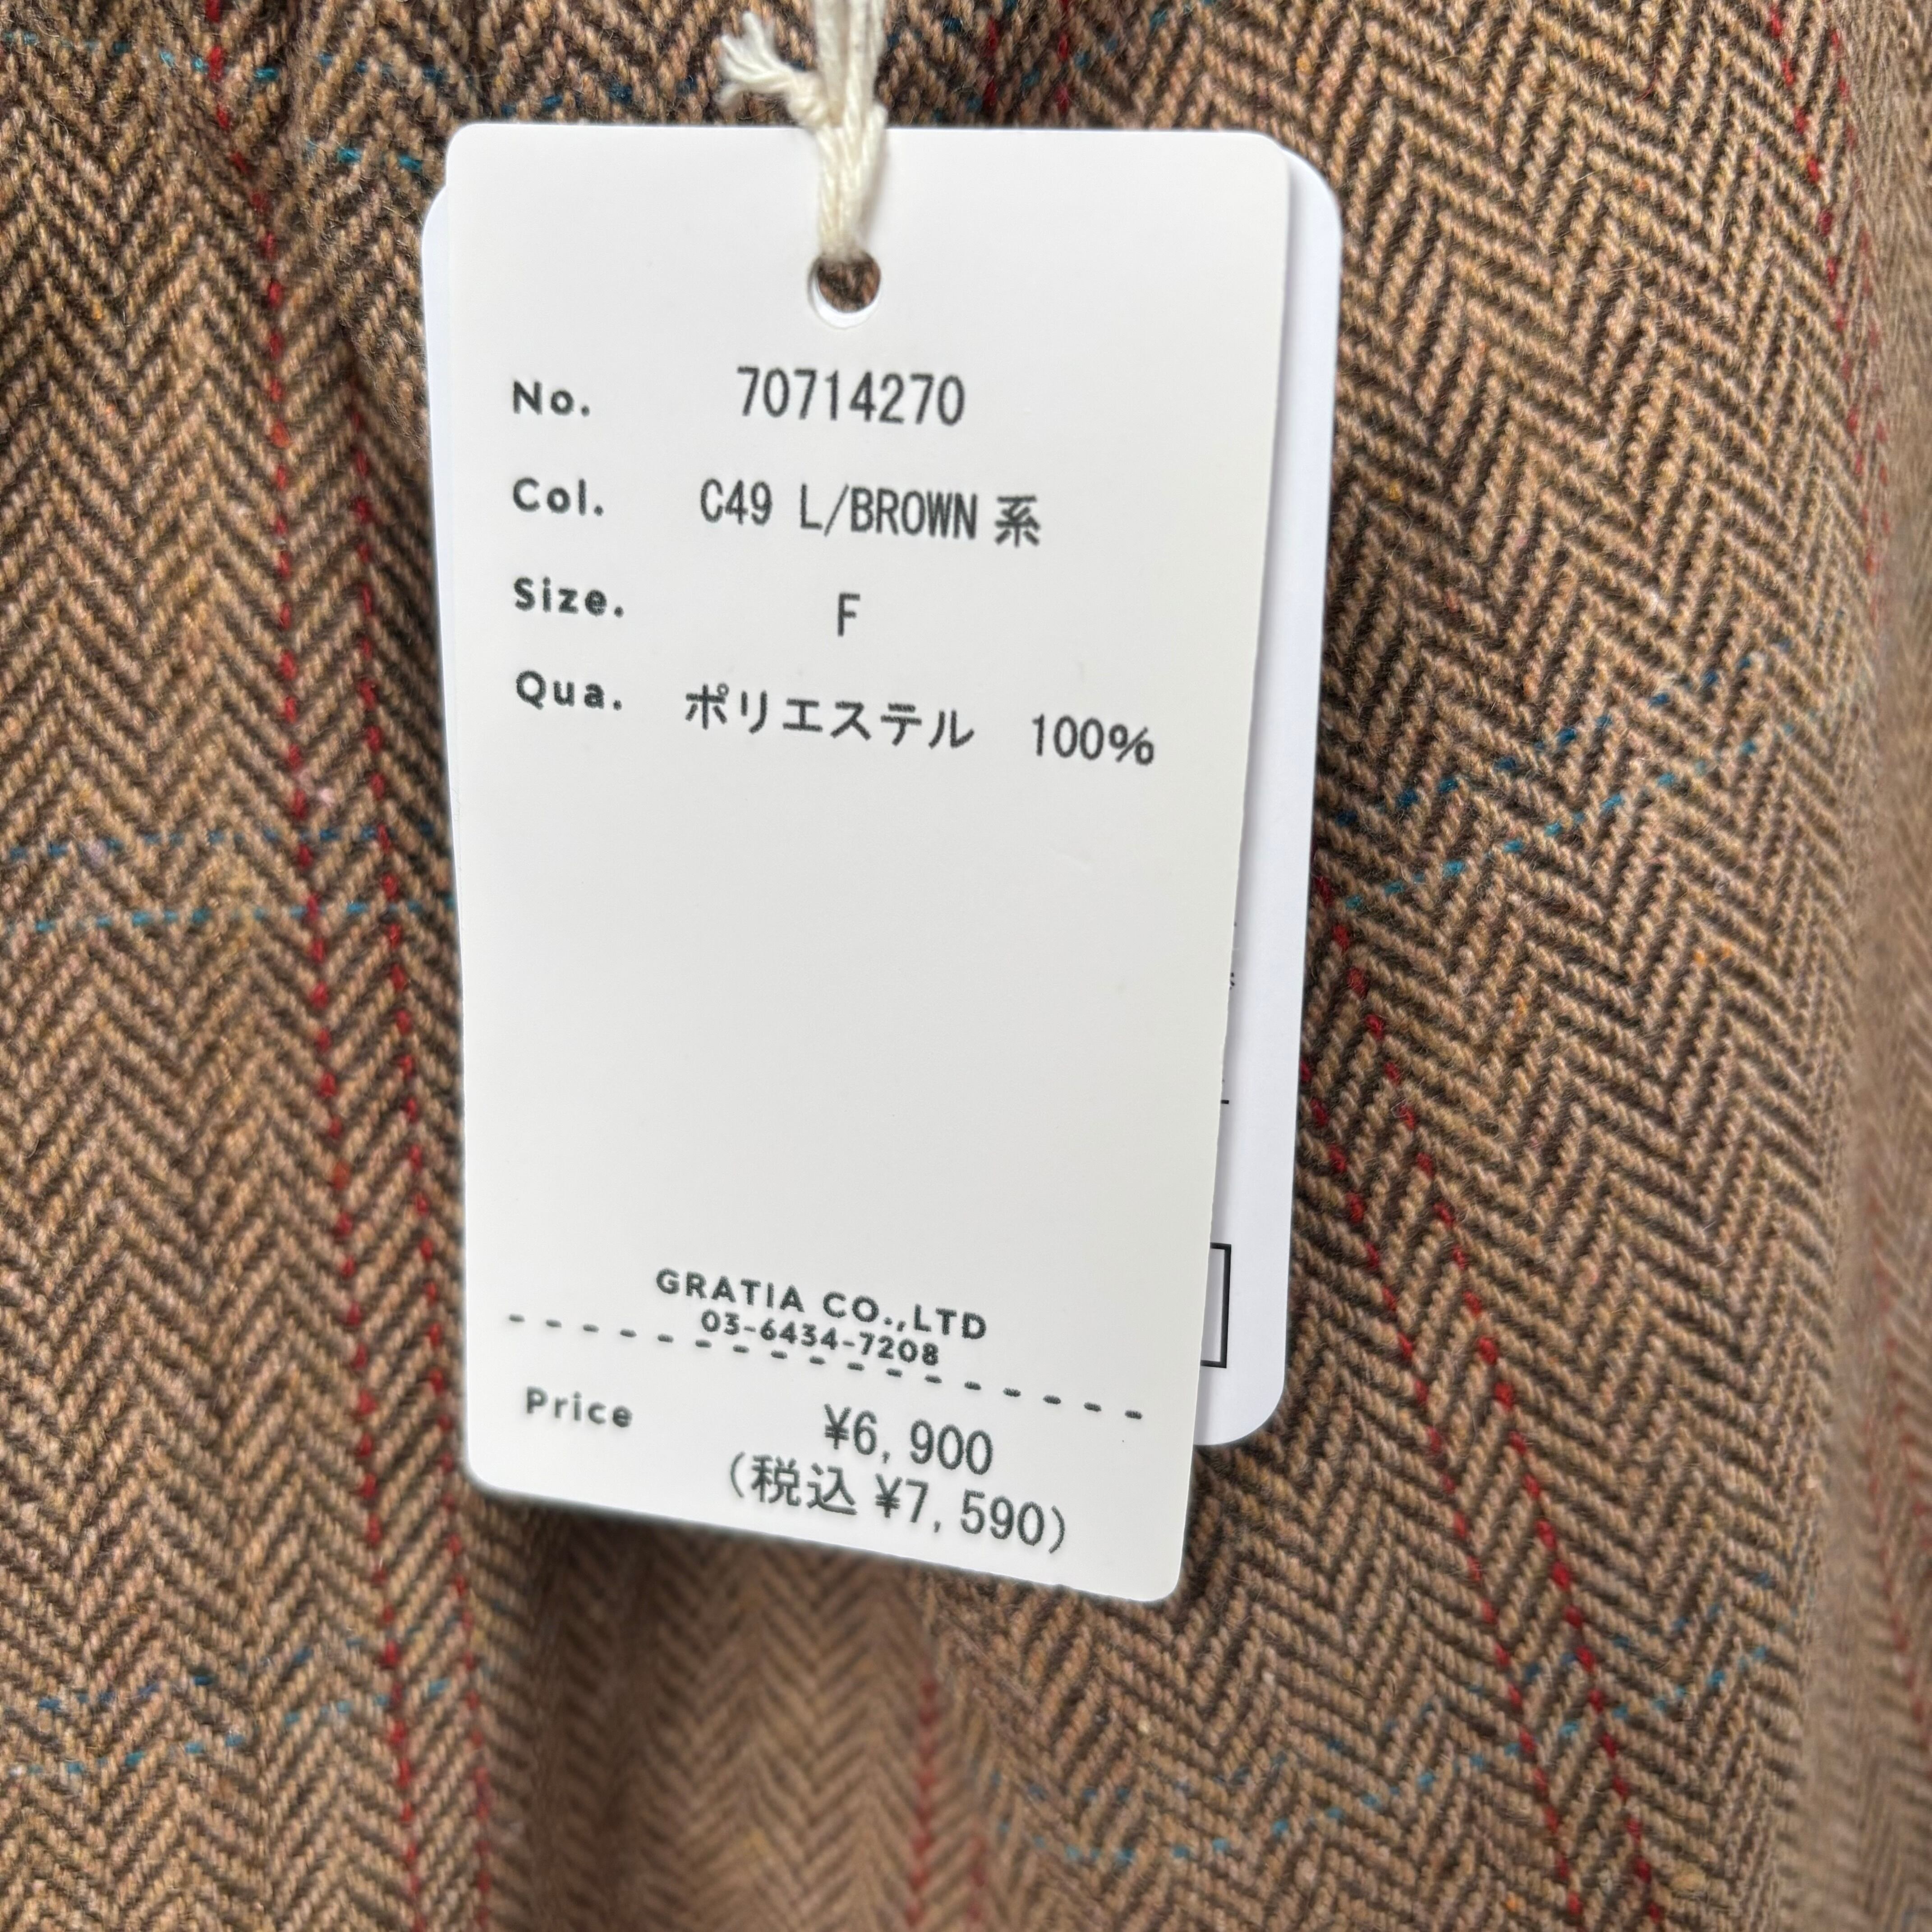 No. 70714270
Col. C49 L/BROWN 系
Size. F
Qua. ポリエステル 100%
GRATIA CO.,LTD
03-6434-7208
Price ¥6,900
(税込 ¥7,590)